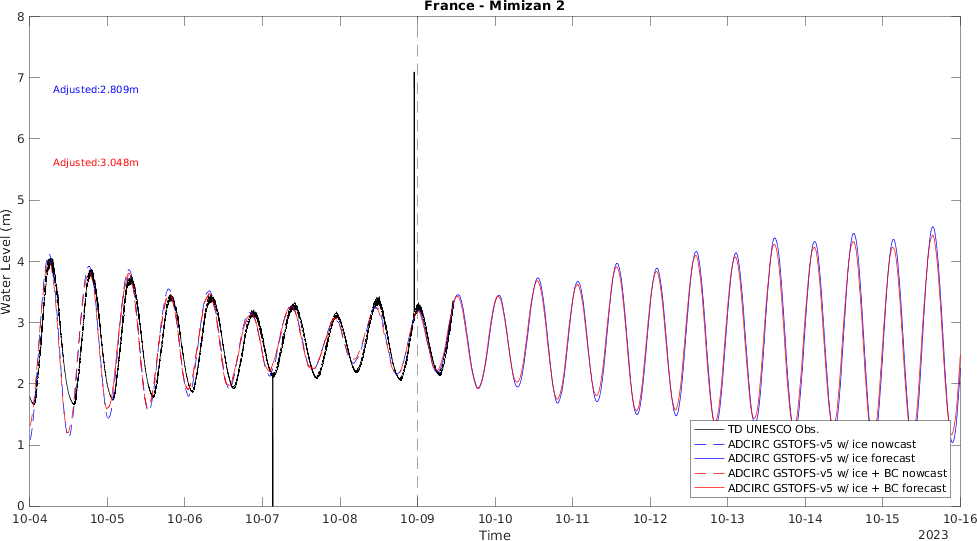 France - Mimizan 2
8
7
6
5
4
3
2
1
0
Water Level (m)
Adjusted:2.809m
Adjusted:3.048m
TD UNESCO Obs.
ADCIRC GSTOFS-v5 w/ ice nowcast
ADCIRC GSTOFS-v5 w/ ice forecast
ADCIRC GSTOFS-v5 w/ ice + BC nowcast
ADCIRC GSTOFS-v5 w/ ice + BC forecast
10-04 10-05 10-06 10-07 10-08 10-09 10-10 10-11 10-12 10-13 10-14 10-15 10-16
Time
2023